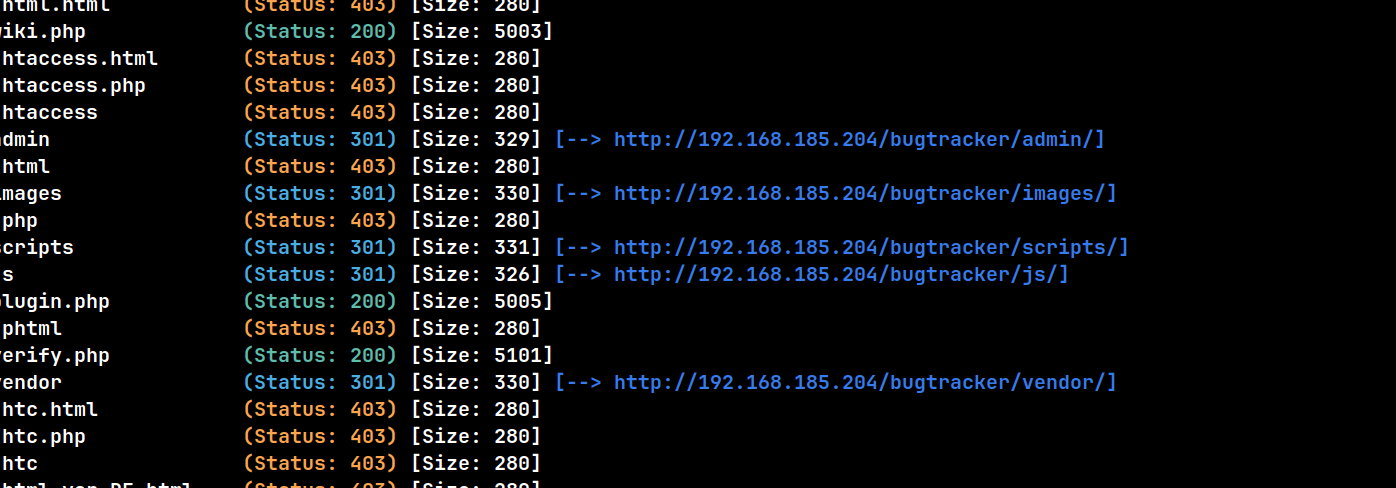 html.html (Status: 403) [Size: 280]
wiki.php (Status: 200) [Size: 5003]
htaccess.html (Status: 403) [Size: 280]
htaccess.php (Status: 403) [Size: 280]
htaccess (Status: 403) [Size: 280]
admin (Status: 301) [Size: 329] [--> http://192.168.185.204/bugtracker/admin/]
html (Status: 403) [Size: 280]
images (Status: 301) [Size: 330] [--> http://192.168.185.204/bugtracker/images/]
php (Status: 403) [Size: 280]
scripts (Status: 301) [Size: 331] [--> http://192.168.185.204/bugtracker/scripts/]
js (Status: 301) [Size: 326] [--> http://192.168.185.204/bugtracker/js/]
plugin.php (Status: 200) [Size: 5005]
phtml (Status: 403) [Size: 280]
verify.php (Status: 200) [Size: 5101]
vendor (Status: 301) [Size: 330] [--> http://192.168.185.204/bugtracker/vendor/]
htc.html (Status: 403) [Size: 280]
htc.php (Status: 403) [Size: 280]
htc (Status: 403) [Size: 280]
(Status: 403) [Size: 280]